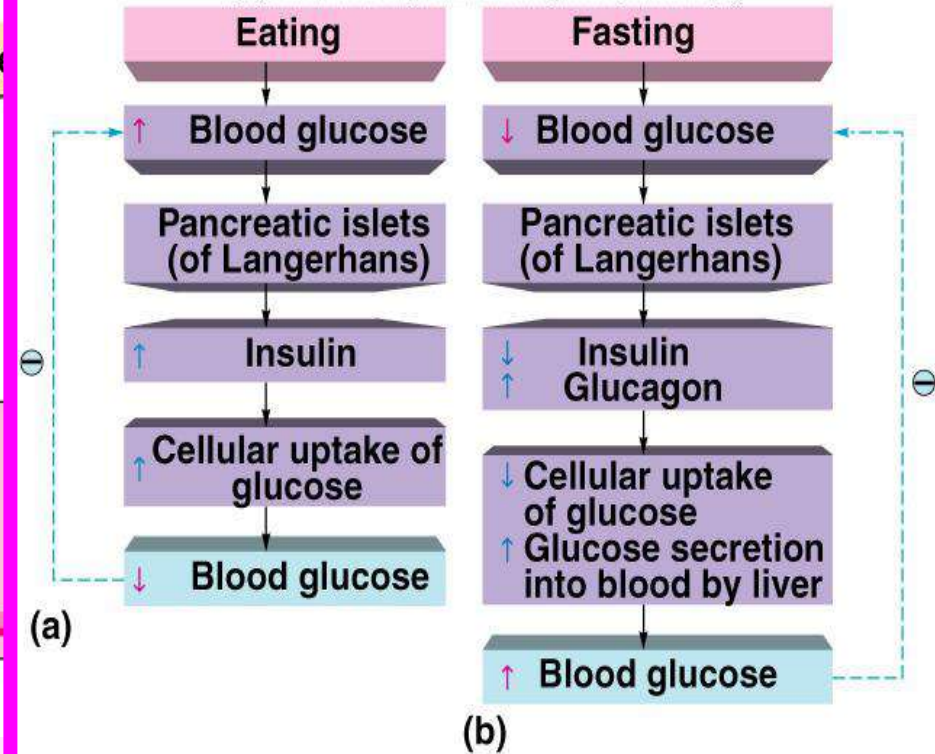 Eating
↑ Blood glucose
Pancreatic islets
(of Langerhans)
↑ Insulin
↑ Cellular uptake of
glucose
↓ Blood glucose
(a)
Fasting
↓ Blood glucose
Pancreatic islets
(of Langerhans)
↓ Insulin
↑ Glucagon
↓ Cellular uptake
of glucose
↑ Glucose secretion
into blood by liver
↑ Blood glucose
(b)